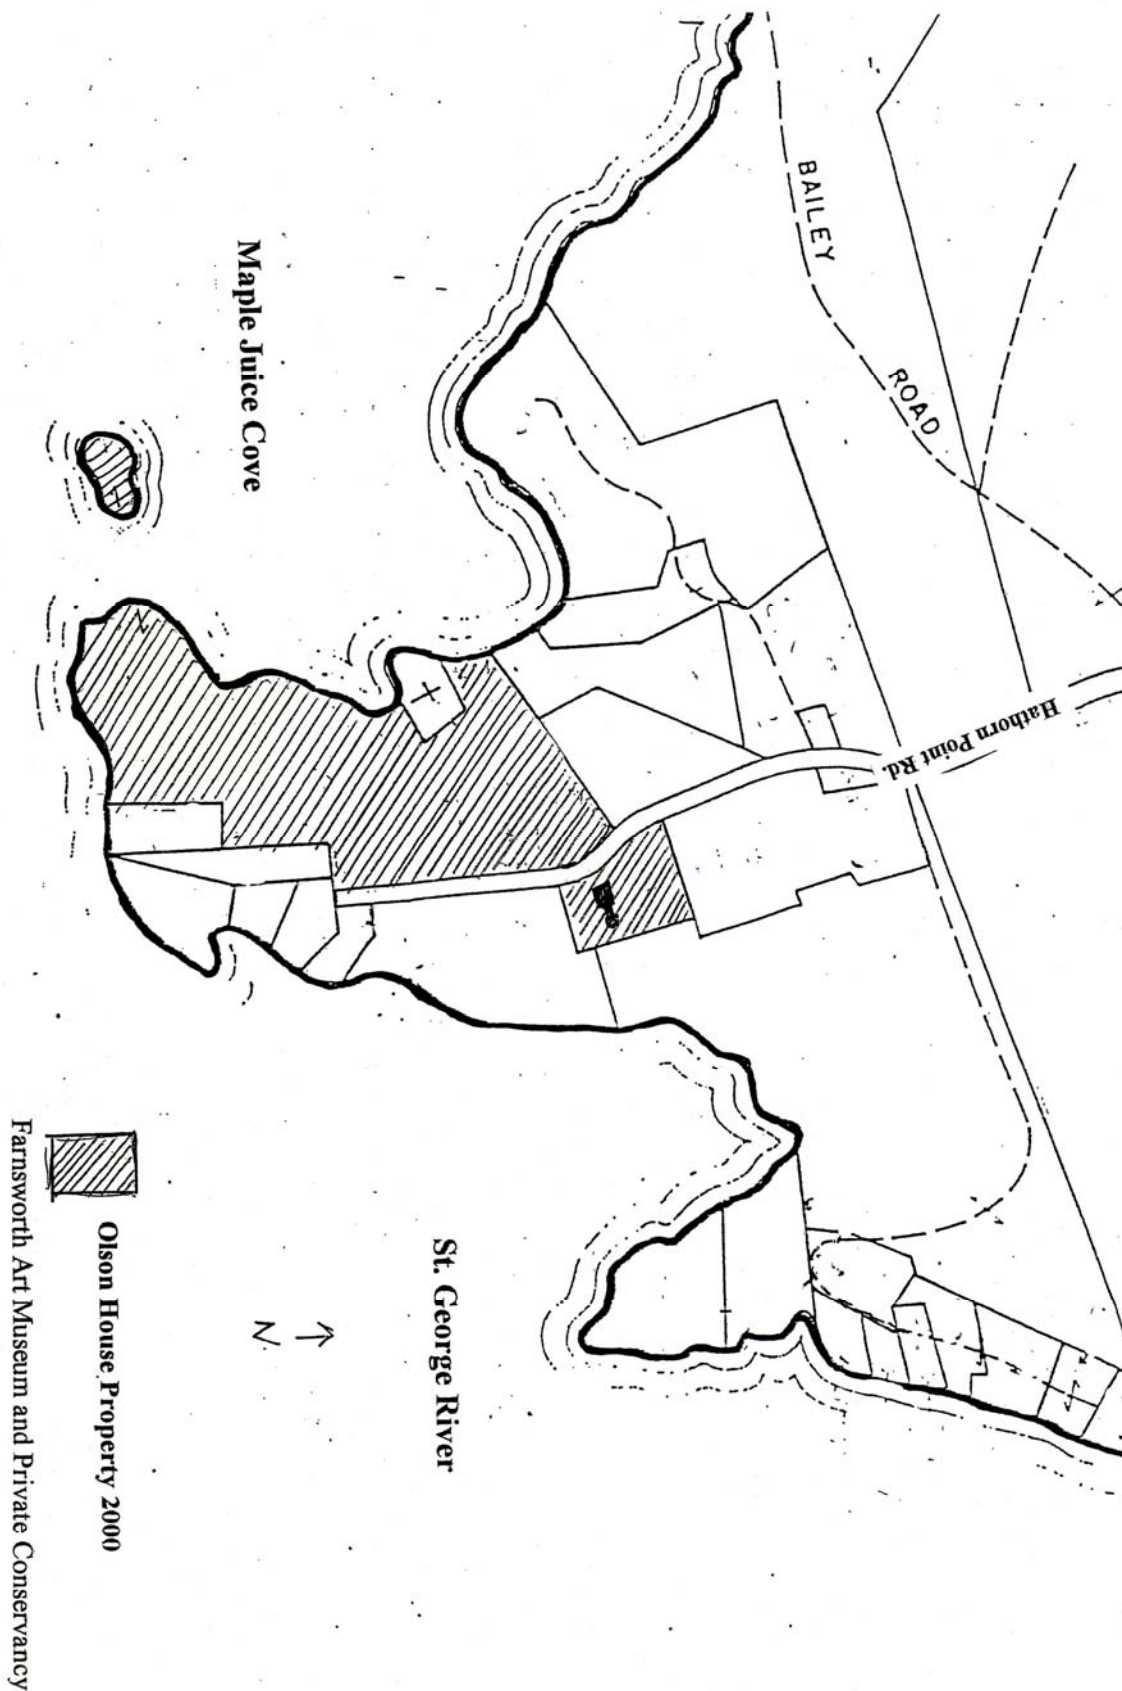 BAILEY
ROAD
Hathorn Point Rd.
Maple Juice Cove
St. George River
N
Olson House Property 2000
Farnsworth Art Museum and Private Conservancy